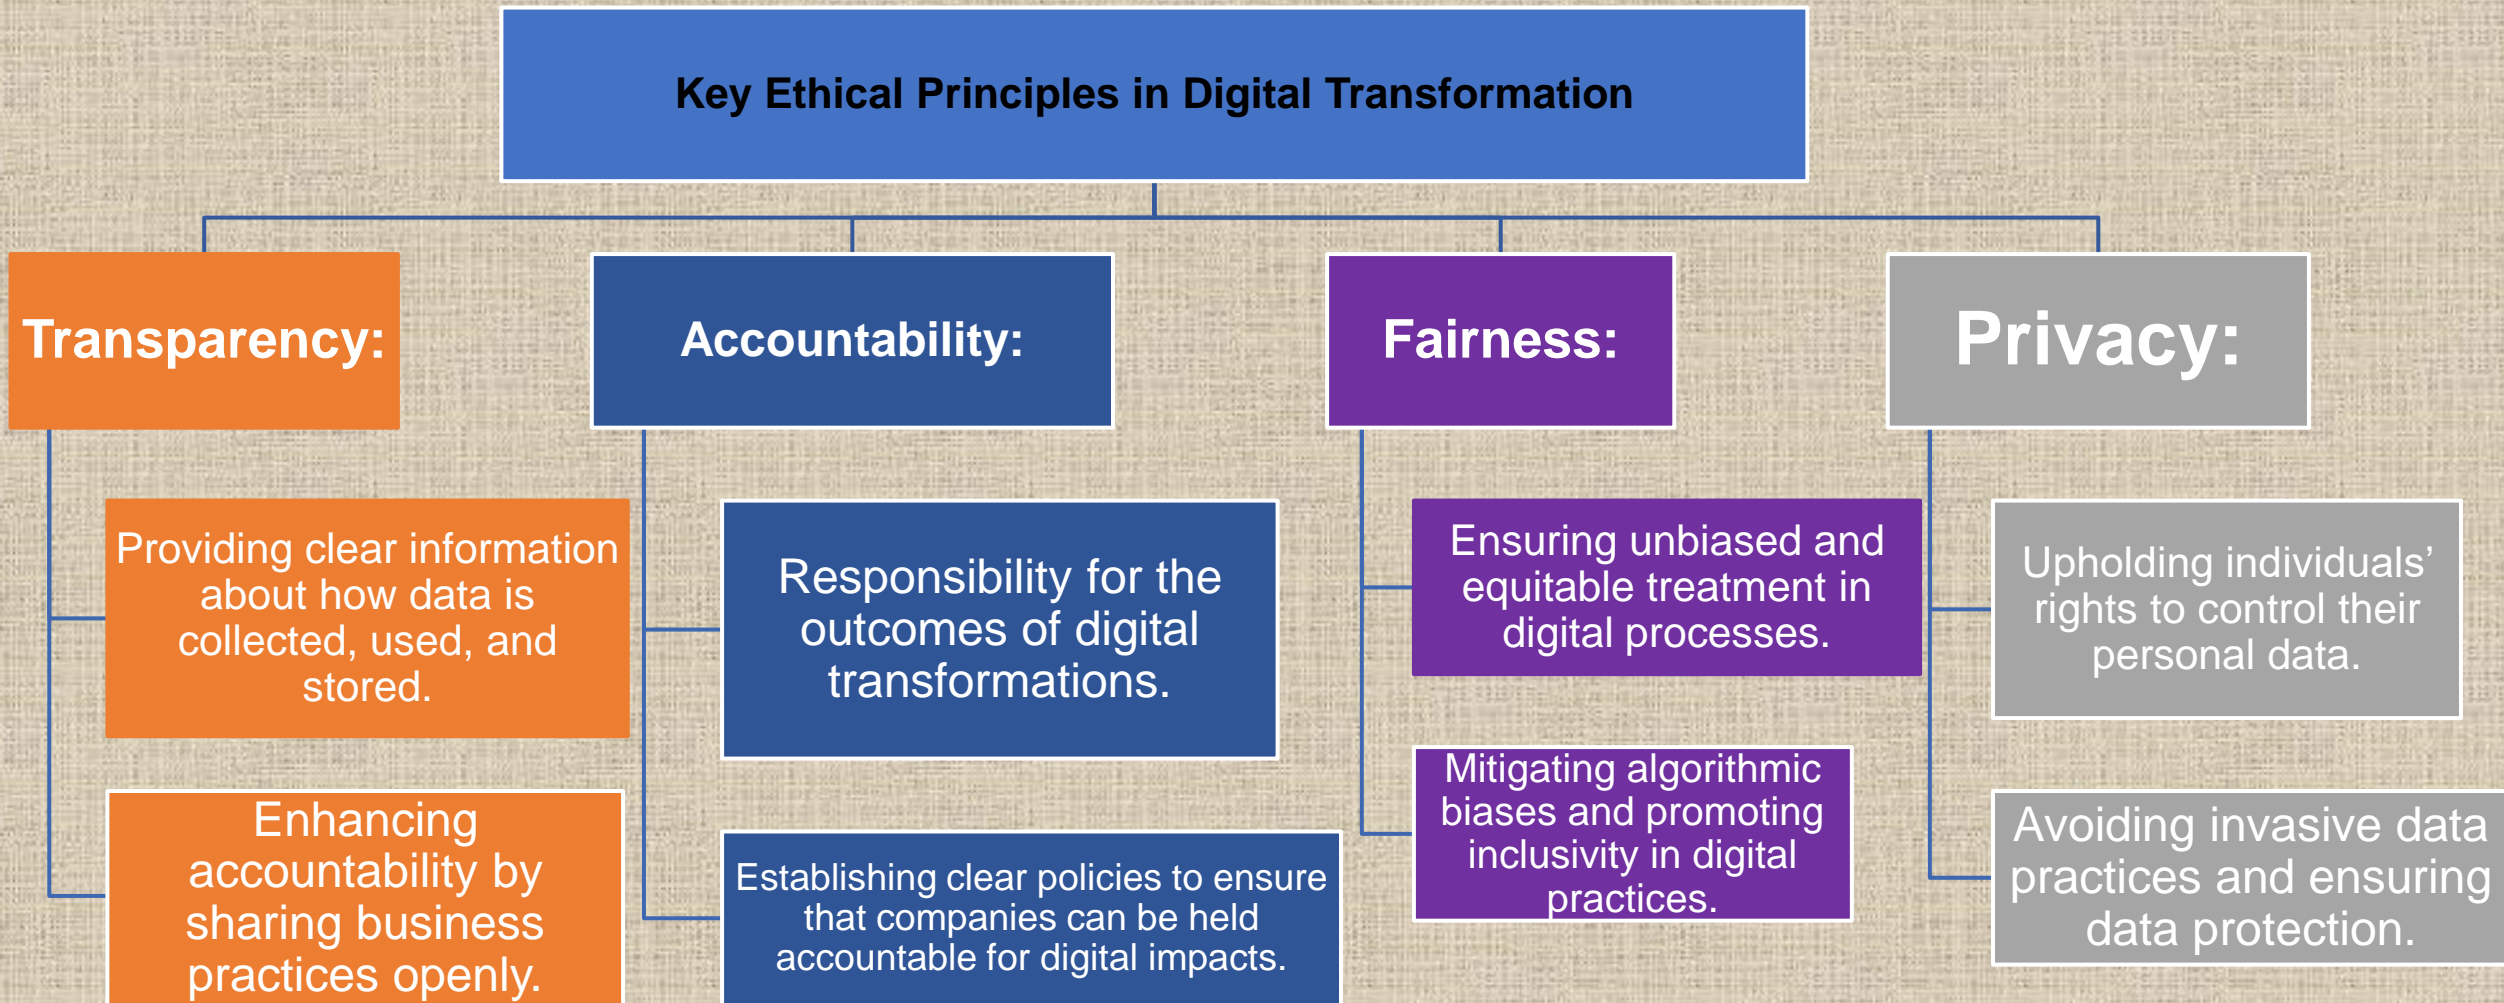 Key Ethical Principles in Digital Transformation
Transparency:
Providing clear information
about how data is
collected, used, and
stored.
Enhancing
accountability by
sharing business
practices openly.
Accountability:
Responsibility for the
outcomes of digital
transformations.
Establishing clear policies to ensure
that companies can be held
accountable for digital impacts.
Fairness:
Ensuring unbiased and
equitable treatment in
digital processes.
Mitigating algorithmic
biases and promoting
inclusivity in digital
practices.
Privacy:
Upholding individuals’
rights to control their
personal data.
Avoiding invasive data
practices and ensuring
data protection.